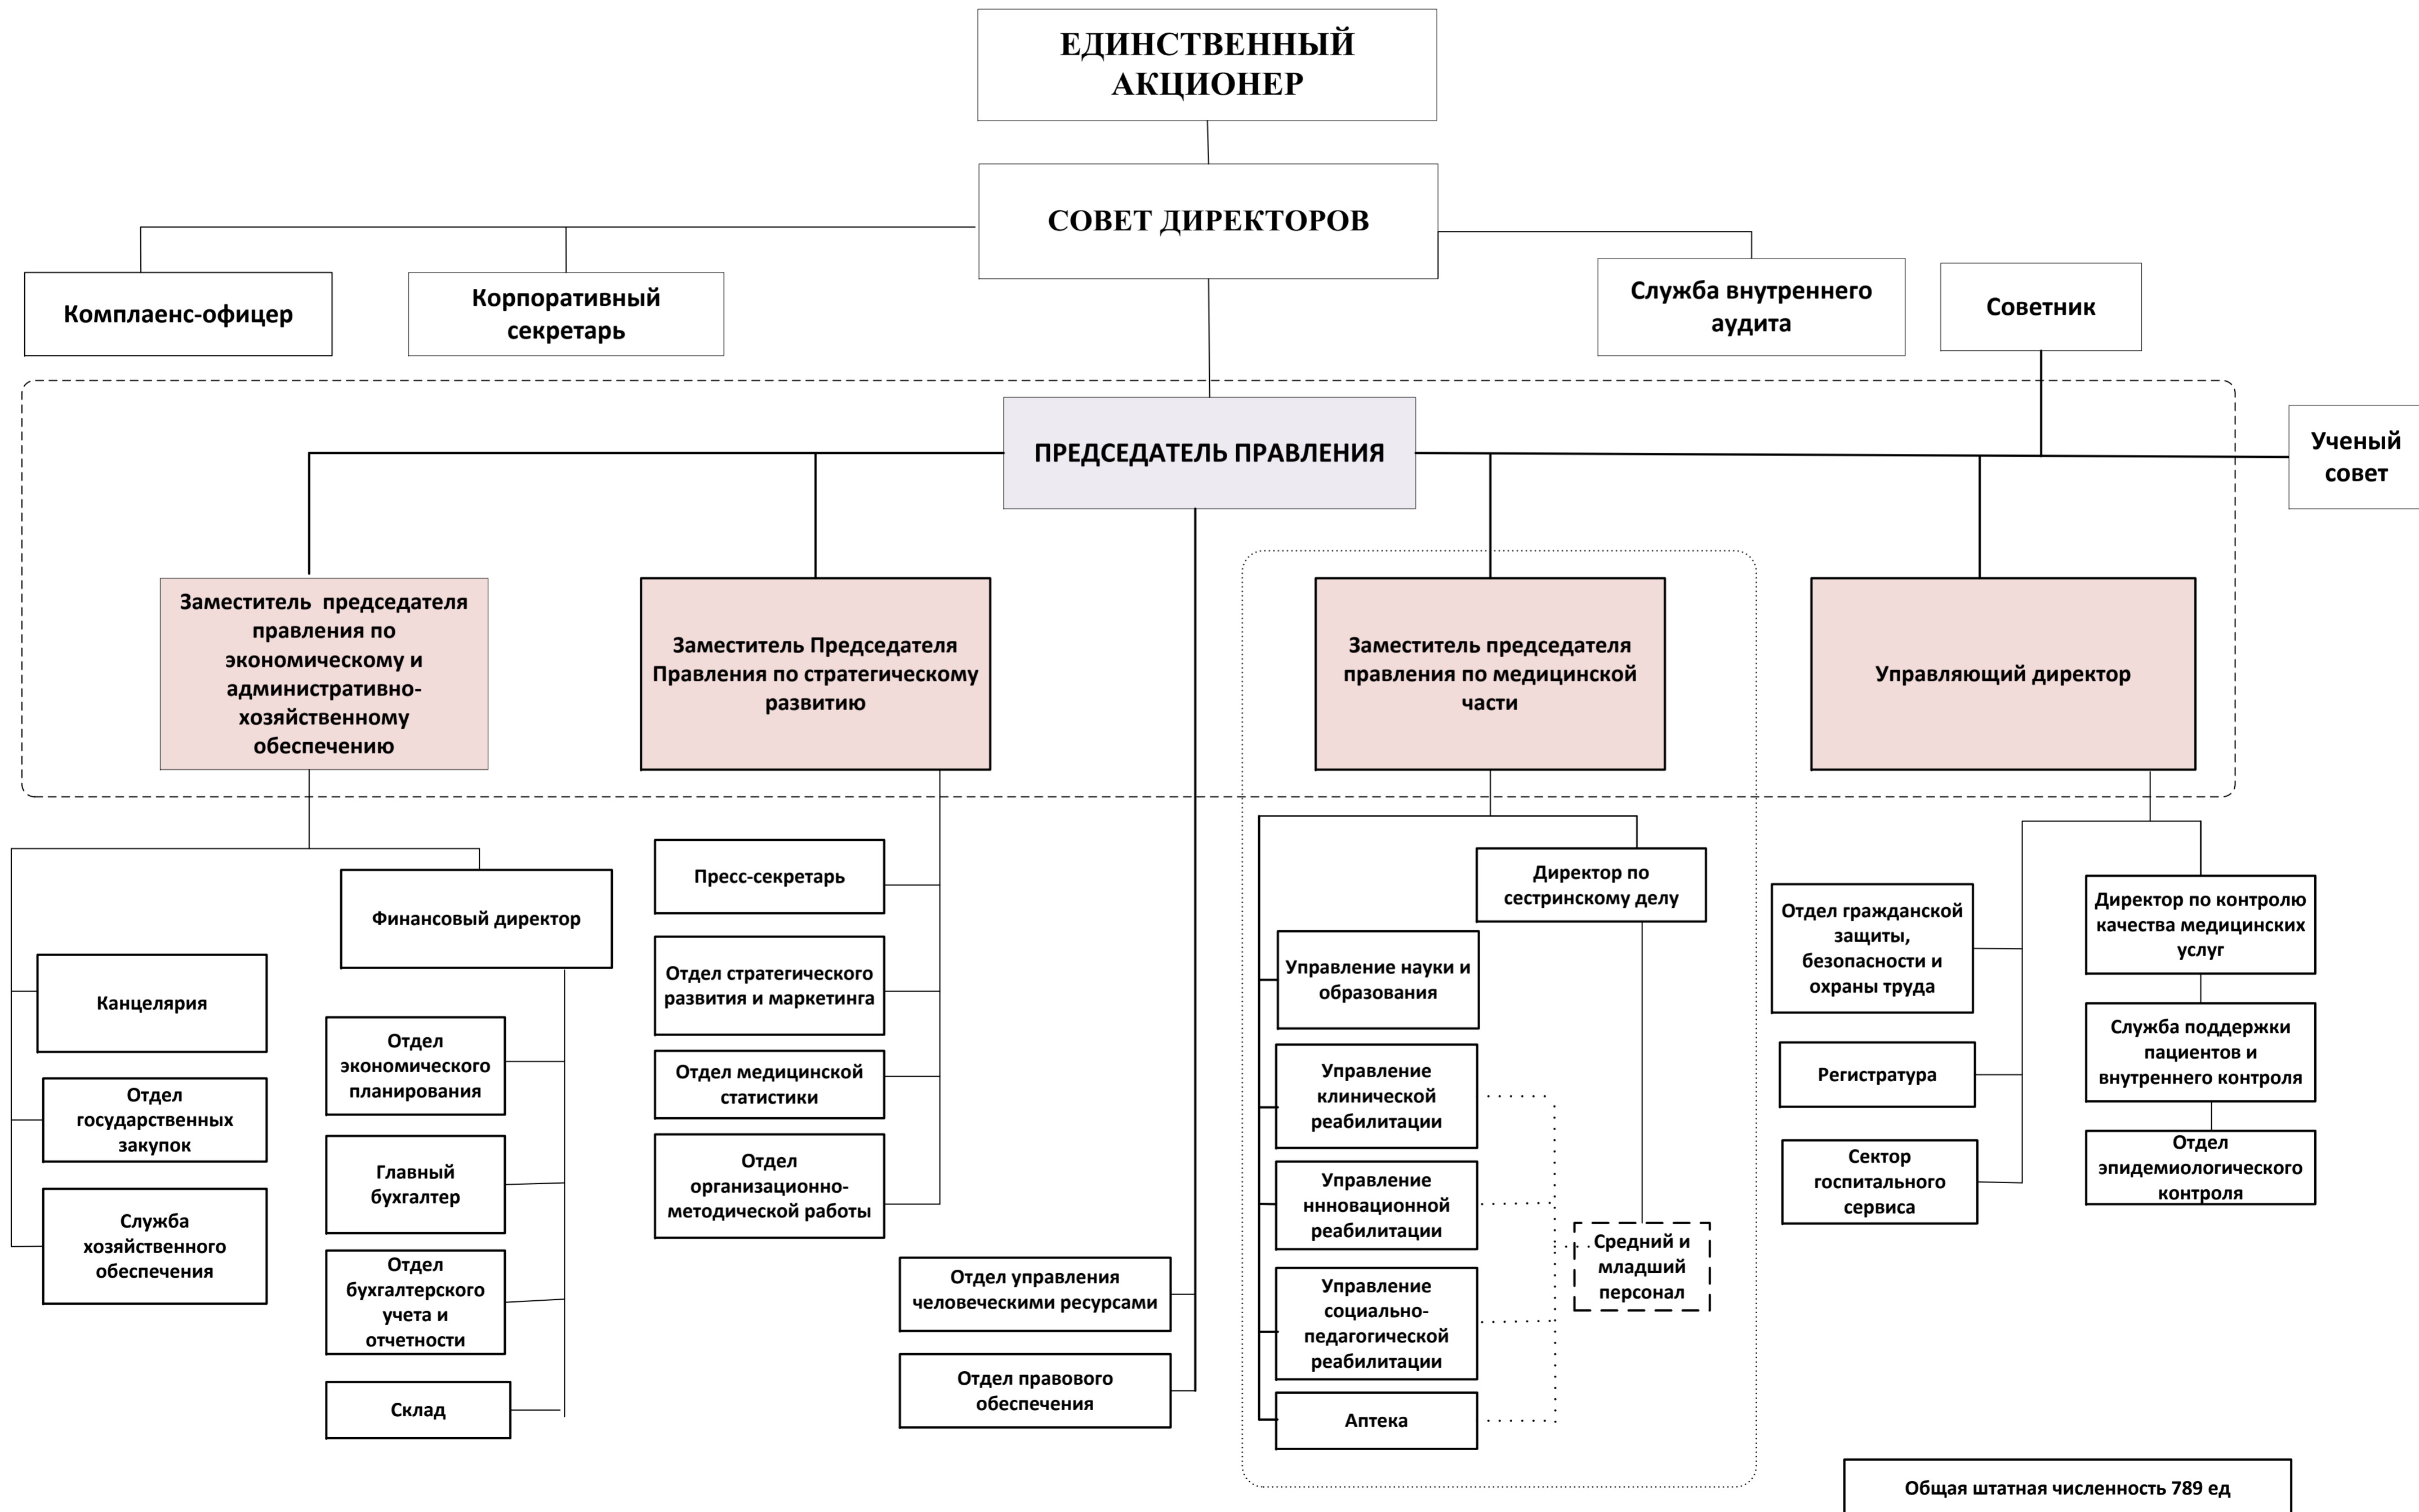 ЕДИНСТВЕННЫЙ
АКЦИОНЕР
СОВЕТ ДИРЕКТОРОВ
Комплаенс-офицер
Корпоративный
секретарь
Служба внутреннего
аудита
Советник
ПРЕДСЕДАТЕЛЬ ПРАВЛЕНИЯ
Ученый
совет
Заместитель председателя
правления по
экономическому и
административно-
хозяйственному
обеспечению
Заместитель Председателя
Правления по стратегическому
развитию
Заместитель председателя
правления по медицинской
части
Управляющий директор
Финансовый директор
Канцелярия
Отдел
государственных
закупок
Служба
хозяйственного
обеспечения
Отдел
экономического
планирования
Главный
бухгалтер
Отдел
бухгалтерского
учета и
отчетности
Склад
Пресс-секретарь
Отдел стратегического
развития и маркетинга
Отдел медицинской
статистики
Отдел
организационно-
методической работы
Отдел управления
человеческими ресурсами
Отдел правового
обеспечения
Директор по
сестринскому делу
Управление науки и
образования
Управление
клинической
реабилитации
Управление
ннновационной
реабилитации
Управление
социально-
педагогической
реабилитации
Аптека
Средний и
младший
персонал
Отдел гражданской
защиты,
безопасности и
охраны труда
Регистратура
Сектор
госпитального
сервиса
Директор по контролю
качества медицинских
услуг
Служба поддержки
пациентов и
внутреннего контроля
Отдел
эпидемиологического
контроля
Общая штатная численность 789 ед